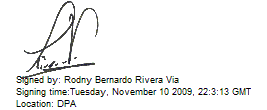 Signed by: Rodny Bernardo Rivera Via
Signing time:Tuesday, November 10 2009, 22:3:13 GMT
Location: DPA